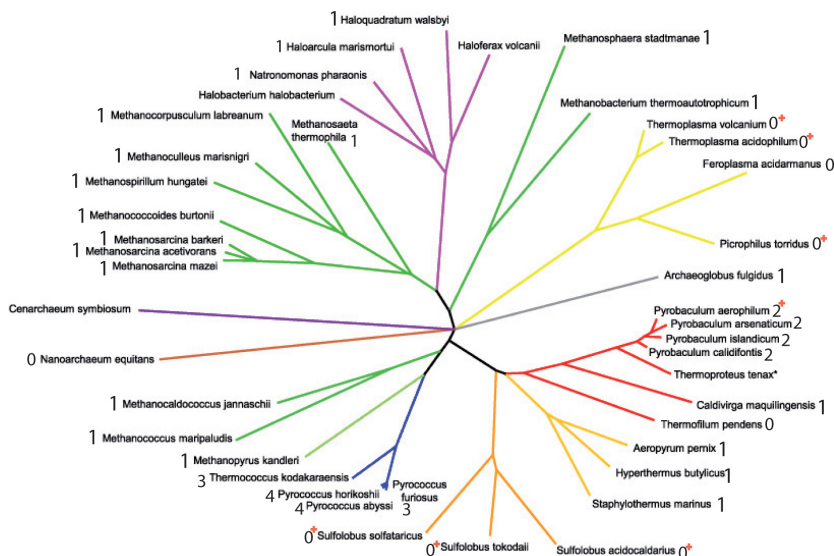 1 Haloquadratum walsbyi
1 Haloarcula marismortui
Haloferax volcanii
Methanosphaera stadtmanae 1
1 Natronomonas pharaonis
Halobacterium halobacterium
1 Methanocorpusculum labreanum
Methanosaeta
thermophila 1
Methanobacterium thermoautotrophicum 1
Thermoplasma volcanium 0+
Thermoplasma acidophilum 0+
Feroplasma acidarmanus 0
1 Methanoculleus marisnigri
1 Methanospirillum hungatei
1 Methanococcoides burtonii
1 Methanosarcina barkeri
1 Methanosarcina acetivorans
1 Methanosarcina mazei
Picrophilus torridus 0+
Archaeoglobus fulgidus 1
Cenarchaeum symbiosum
Pyrobaculum aerophilum 2+
Pyrobaculum arsenaticum 2
Pyrobaculum islandicum 2
Pyrobaculum calidifontis 2
0 Nanoarchaeum equitans
Thermoproteus tenax*
1 Methanocaldococcus jannaschii
Caldivirga maquilingensis 1
Thermofilum pendens 0
1 Methanococcus maripaludis
Aeropyrum pernix 1
1 Methanopyrus kandleri
Hyperthermus butylicus 1
3 Thermococcus kodakaraensis
4 Pyrococcus horikoshii
4 Pyrococcus abyssi
Pyrococcus
furiosus
3
Staphylothermus marinus 1
0+ Sulfolobus solfataricus
0+ Sulfolobus tokodaii
Sulfolobus acidocaldarius 0+